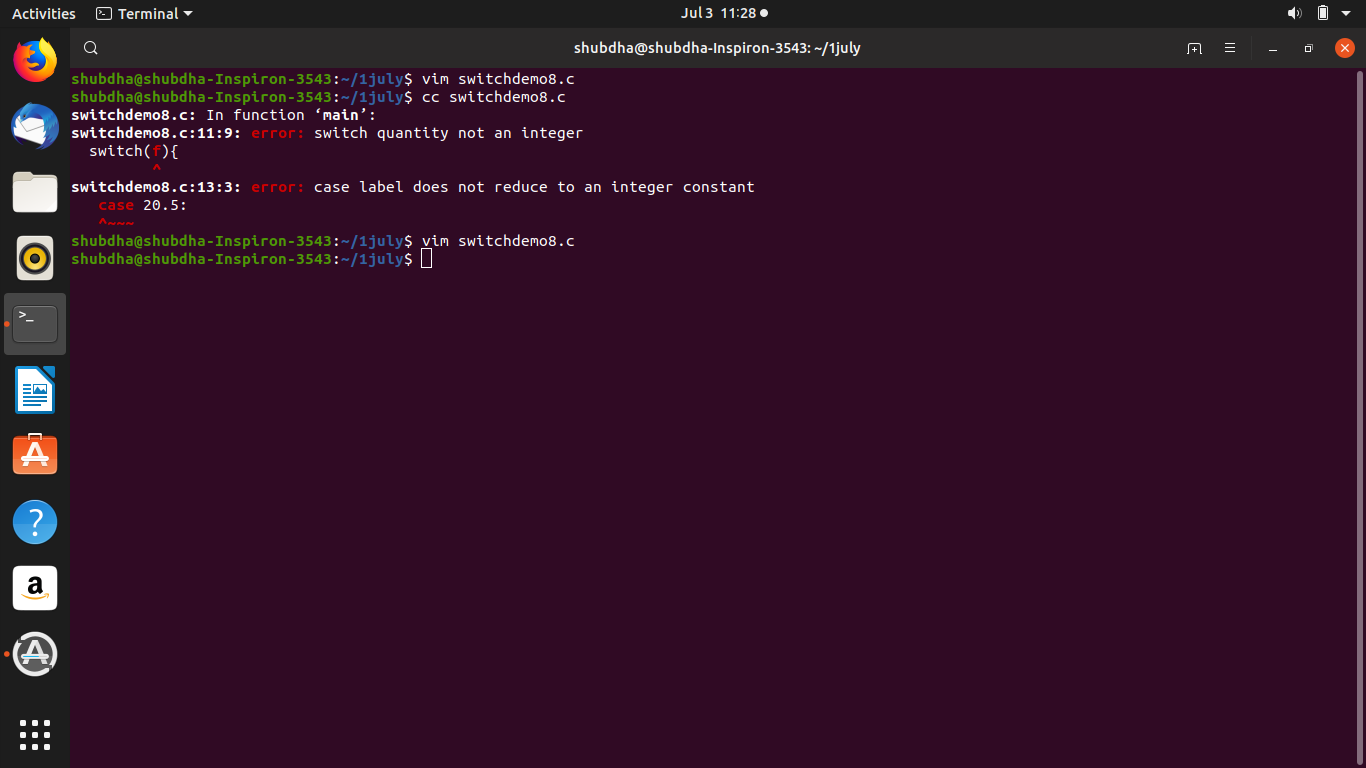 Activities
Terminal
Jul 3 11:28
shubdha@shubdha-Inspiron-3543: ~/1july
shubdha@shubdha-Inspiron-3543:~/1july$ vim switchdemo8.c
shubdha@shubdha-Inspiron-3543:~/1july$ cc switchdemo8.c
switchdemo8.c: In function ‘main’:
switchdemo8.c:11:9: error: switch quantity not an integer
  switch(f){
         ^
switchdemo8.c:13:3: error: case label does not reduce to an integer constant
   case 20.5:
   ^~~~
shubdha@shubdha-Inspiron-3543:~/1july$ vim switchdemo8.c
shubdha@shubdha-Inspiron-3543:~/1july$
>_
?
a